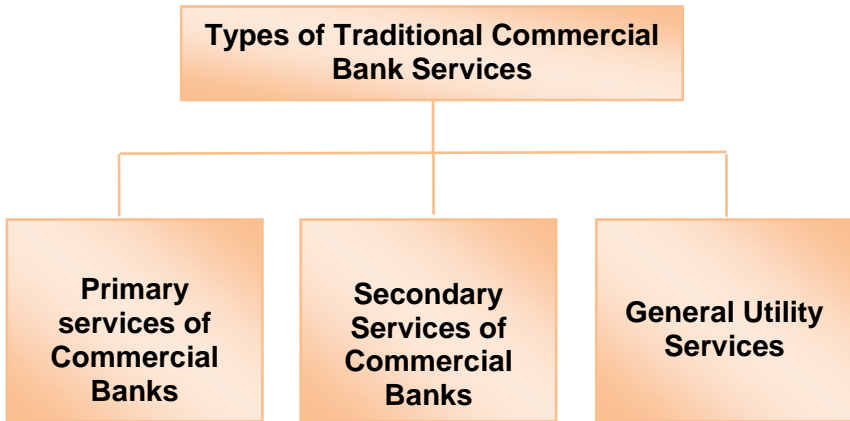 Types of Traditional Commercial
Bank Services
Primary
services of
Commercial
Banks
Secondary
Services of
Commercial
Banks
General Utility
Services